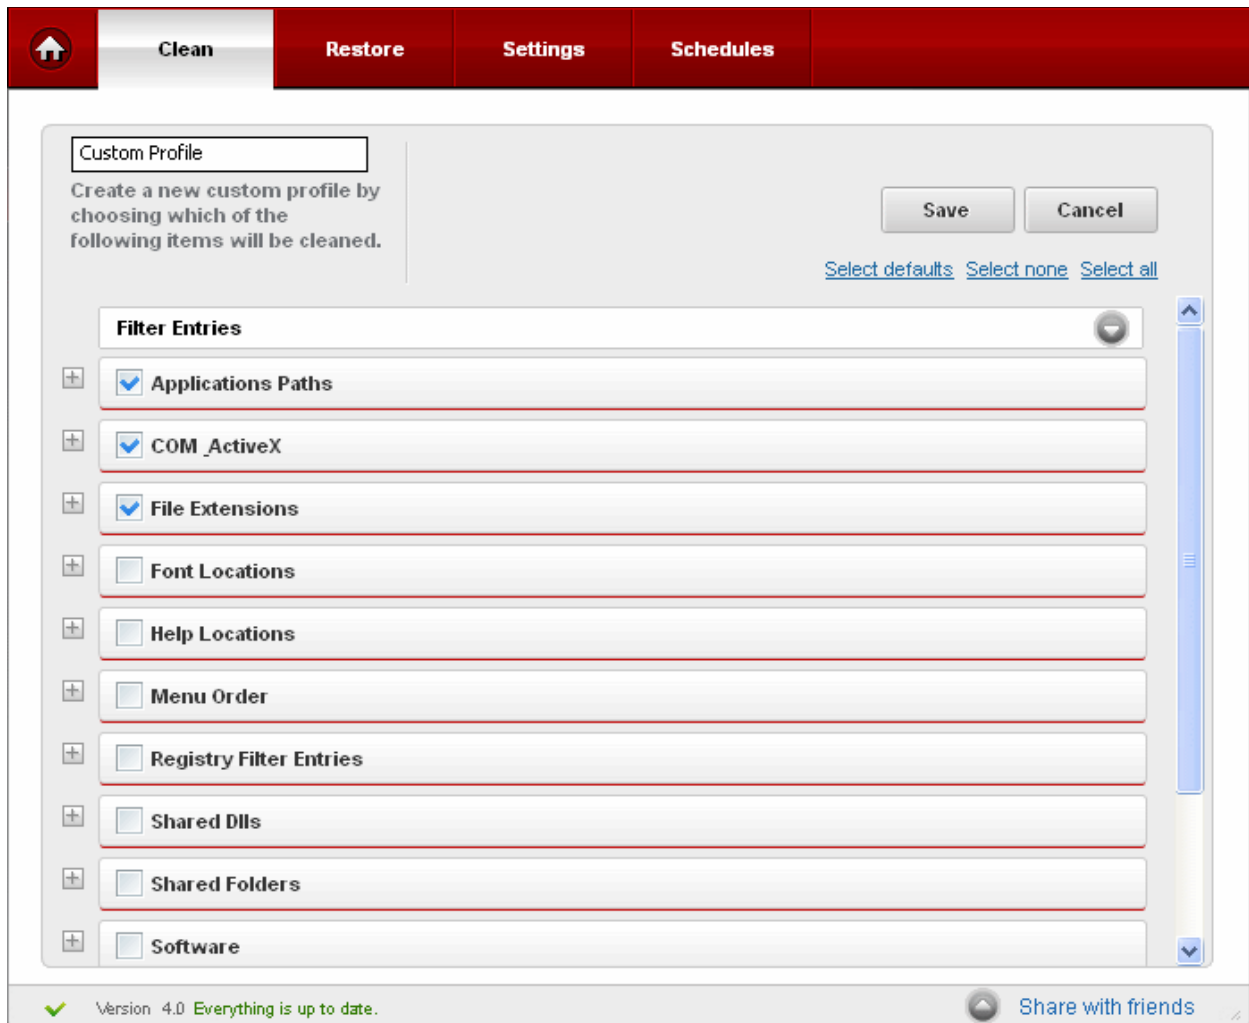 Clean Restore Settings Schedules
Custom Profile
Create a new custom profile by
choosing which of the
following items will be cleaned.
Save Cancel
Select defaults Select none Select all
Filter Entries
Applications Paths
COM _ActiveX
File Extensions
Font Locations
Help Locations
Menu Order
Registry Filter Entries
Shared Dlls
Shared Folders
Software
Version 4.0 Everything is up to date. Share with friends